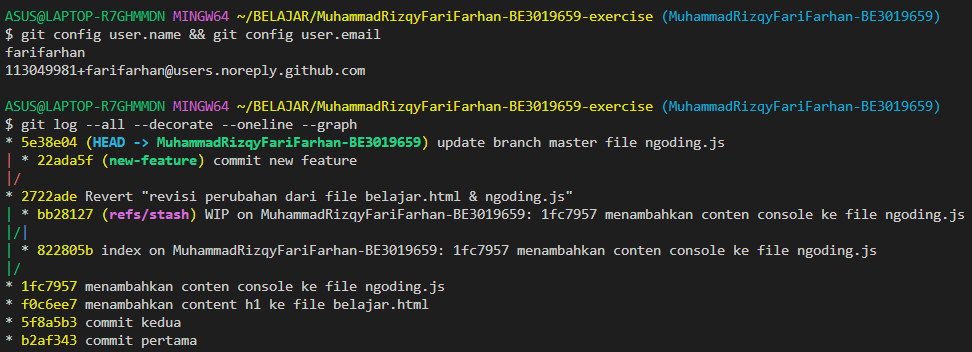 ASUS@LAPTOP-R7GHMMDN MINGW64 ~/BELAJAR/MuhammadRizqyFariFarhan-BE3019659-exercise (MuhammadRizqyFariFarhan-BE3019659)
$ git config user.name && git config user.email
farifarhan
113049981+farifarhan@users.noreply.github.com

ASUS@LAPTOP-R7GHMMDN MINGW64 ~/BELAJAR/MuhammadRizqyFariFarhan-BE3019659-exercise (MuhammadRizqyFariFarhan-BE3019659)
$ git log --all --decorate --oneline --graph
* 5e38e04 (HEAD -> MuhammadRizqyFariFarhan-BE3019659) update branch master file ngoding.js
| * 22ada5f (new-feature) commit new feature
|/
* 2722ade Revert "revisi perubahan dari file belajar.html & ngoding.js"
| * bb28127 (refs/stash) WIP on MuhammadRizqyFariFarhan-BE3019659: 1fc7957 menambahkan conten console ke file ngoding.js
|/|
| * 822805b index on MuhammadRizqyFariFarhan-BE3019659: 1fc7957 menambahkan conten console ke file ngoding.js
|/
* 1fc7957 menambahkan conten console ke file ngoding.js
* f0c6ee7 menambahkan content h1 ke file belajar.html
* 5f8a5b3 commit kedua
* b2af343 commit pertama